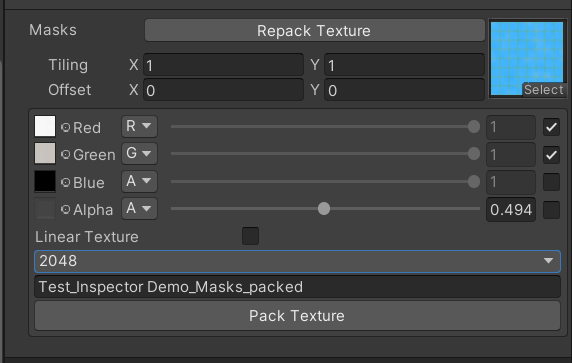 Masks Repack Texture
Tiling X 1 Y 1
Offset X 0 Y 0
Select
Red R 1
Green G 1
Blue A 1
Alpha A 0.494
Linear Texture
2048
Test_Inspector Demo_Masks_packed
Pack Texture